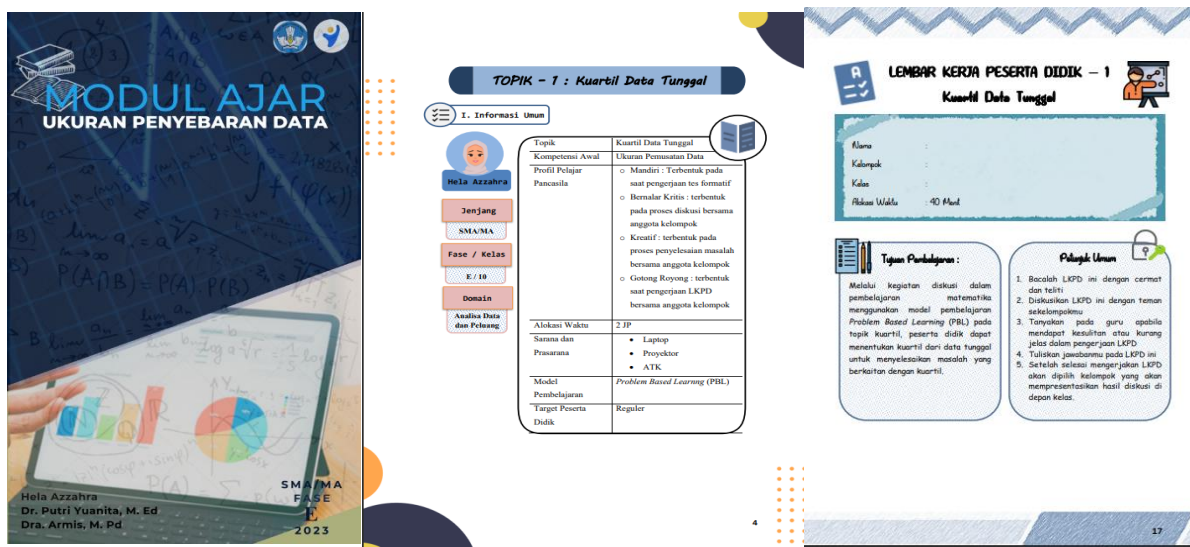 MODUL AJAR
UKURAN PENYEBARAN DATA
Hela Azzahra
Dr. Putri Yuanita, M. Ed
Dra. Armis, M. Pd
SMA/MA
FASE
E
2023
TOPIK - 1 : Kuartil Data Tunggal
I. Informasi Umum
Hela Azzahra
Jenjang
SMA/MA
Fase / Kelas
E / 10
Domain
Analisa Data
dan Peluang
Topik Kuartil Data Tunggal
Kompetensi Awal Ukuran Pemusatan Data
Profil Pelajar
Pancasila
o Mandiri : Terbentuk pada
saat pengerjaan tes formatif
o Bernalar Kritis : terbentuk
pada proses diskusi bersama
anggota kelompok
o Kreatif : terbentuk pada
proses penyelesaian masalah
bersama anggota kelompok
o Gotong Royong : terbentuk
saat pengerjaan LKPD
bersama anggota kelompok
Alokasi Waktu 2 JP
Sarana dan
Prasarana
• Laptop
• Proyektor
• ATK
Model
Pembelajaran
Problem Based Learnng (PBL)
Target Peserta
Didik
Reguler
4
LEMBAR KERJA PESERTA DIDIK – 1
Kuartil Data Tunggal
Nama :
Kelompok :
Kelas :
Alokasi Waktu : 40 Menit
Tujuan Pembelajaran :
Melalui kegiatan diskusi dalam
pembelajaran matematika
menggunakan model pembelajaran
Problem Based Learning (PBL) pada
topik kuartil, peserta didik dapat
menentukan kuartil dari data tunggal
untuk menyelesaikan masalah yang
berkaitan dengan kuartil.
Petunjuk Umum
1. Bacalah LKPD ini dengan cermat
dan teliti
2. Diskusikan LKPD ini dengan teman
sekelompokmu
3. Tanyakan pada guru apabila
mendapat kesulitan atau kurang
jelas dalam pengerjaan LKPD
4. Tuliskan jawabanmu pada LKPD ini
5. Setelah selesai mengerjakan LKPD
akan dipilih kelompok yang akan
mempresentasikan hasil diskusi di
depan kelas.
17